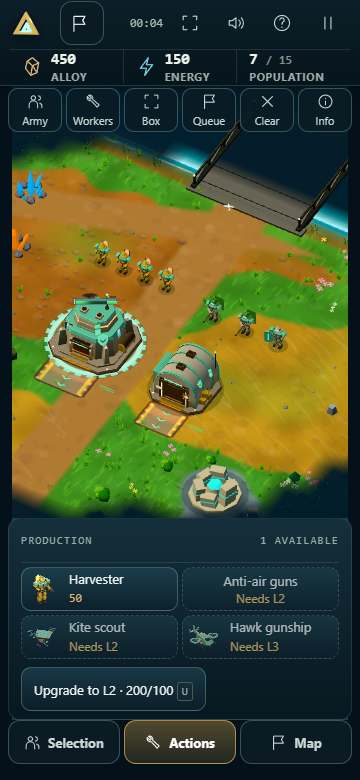 00:04
450
ALLOY
150
ENERGY
7 / 15
POPULATION
Army
Workers
Box
Queue
Clear
Info
PRODUCTION
1 AVAILABLE
Harvester
50
Anti-air guns
Needs L2
Kite scout
Needs L2
Hawk gunship
Needs L3
Upgrade to L2 · 200/100 U
Selection
Actions
Map